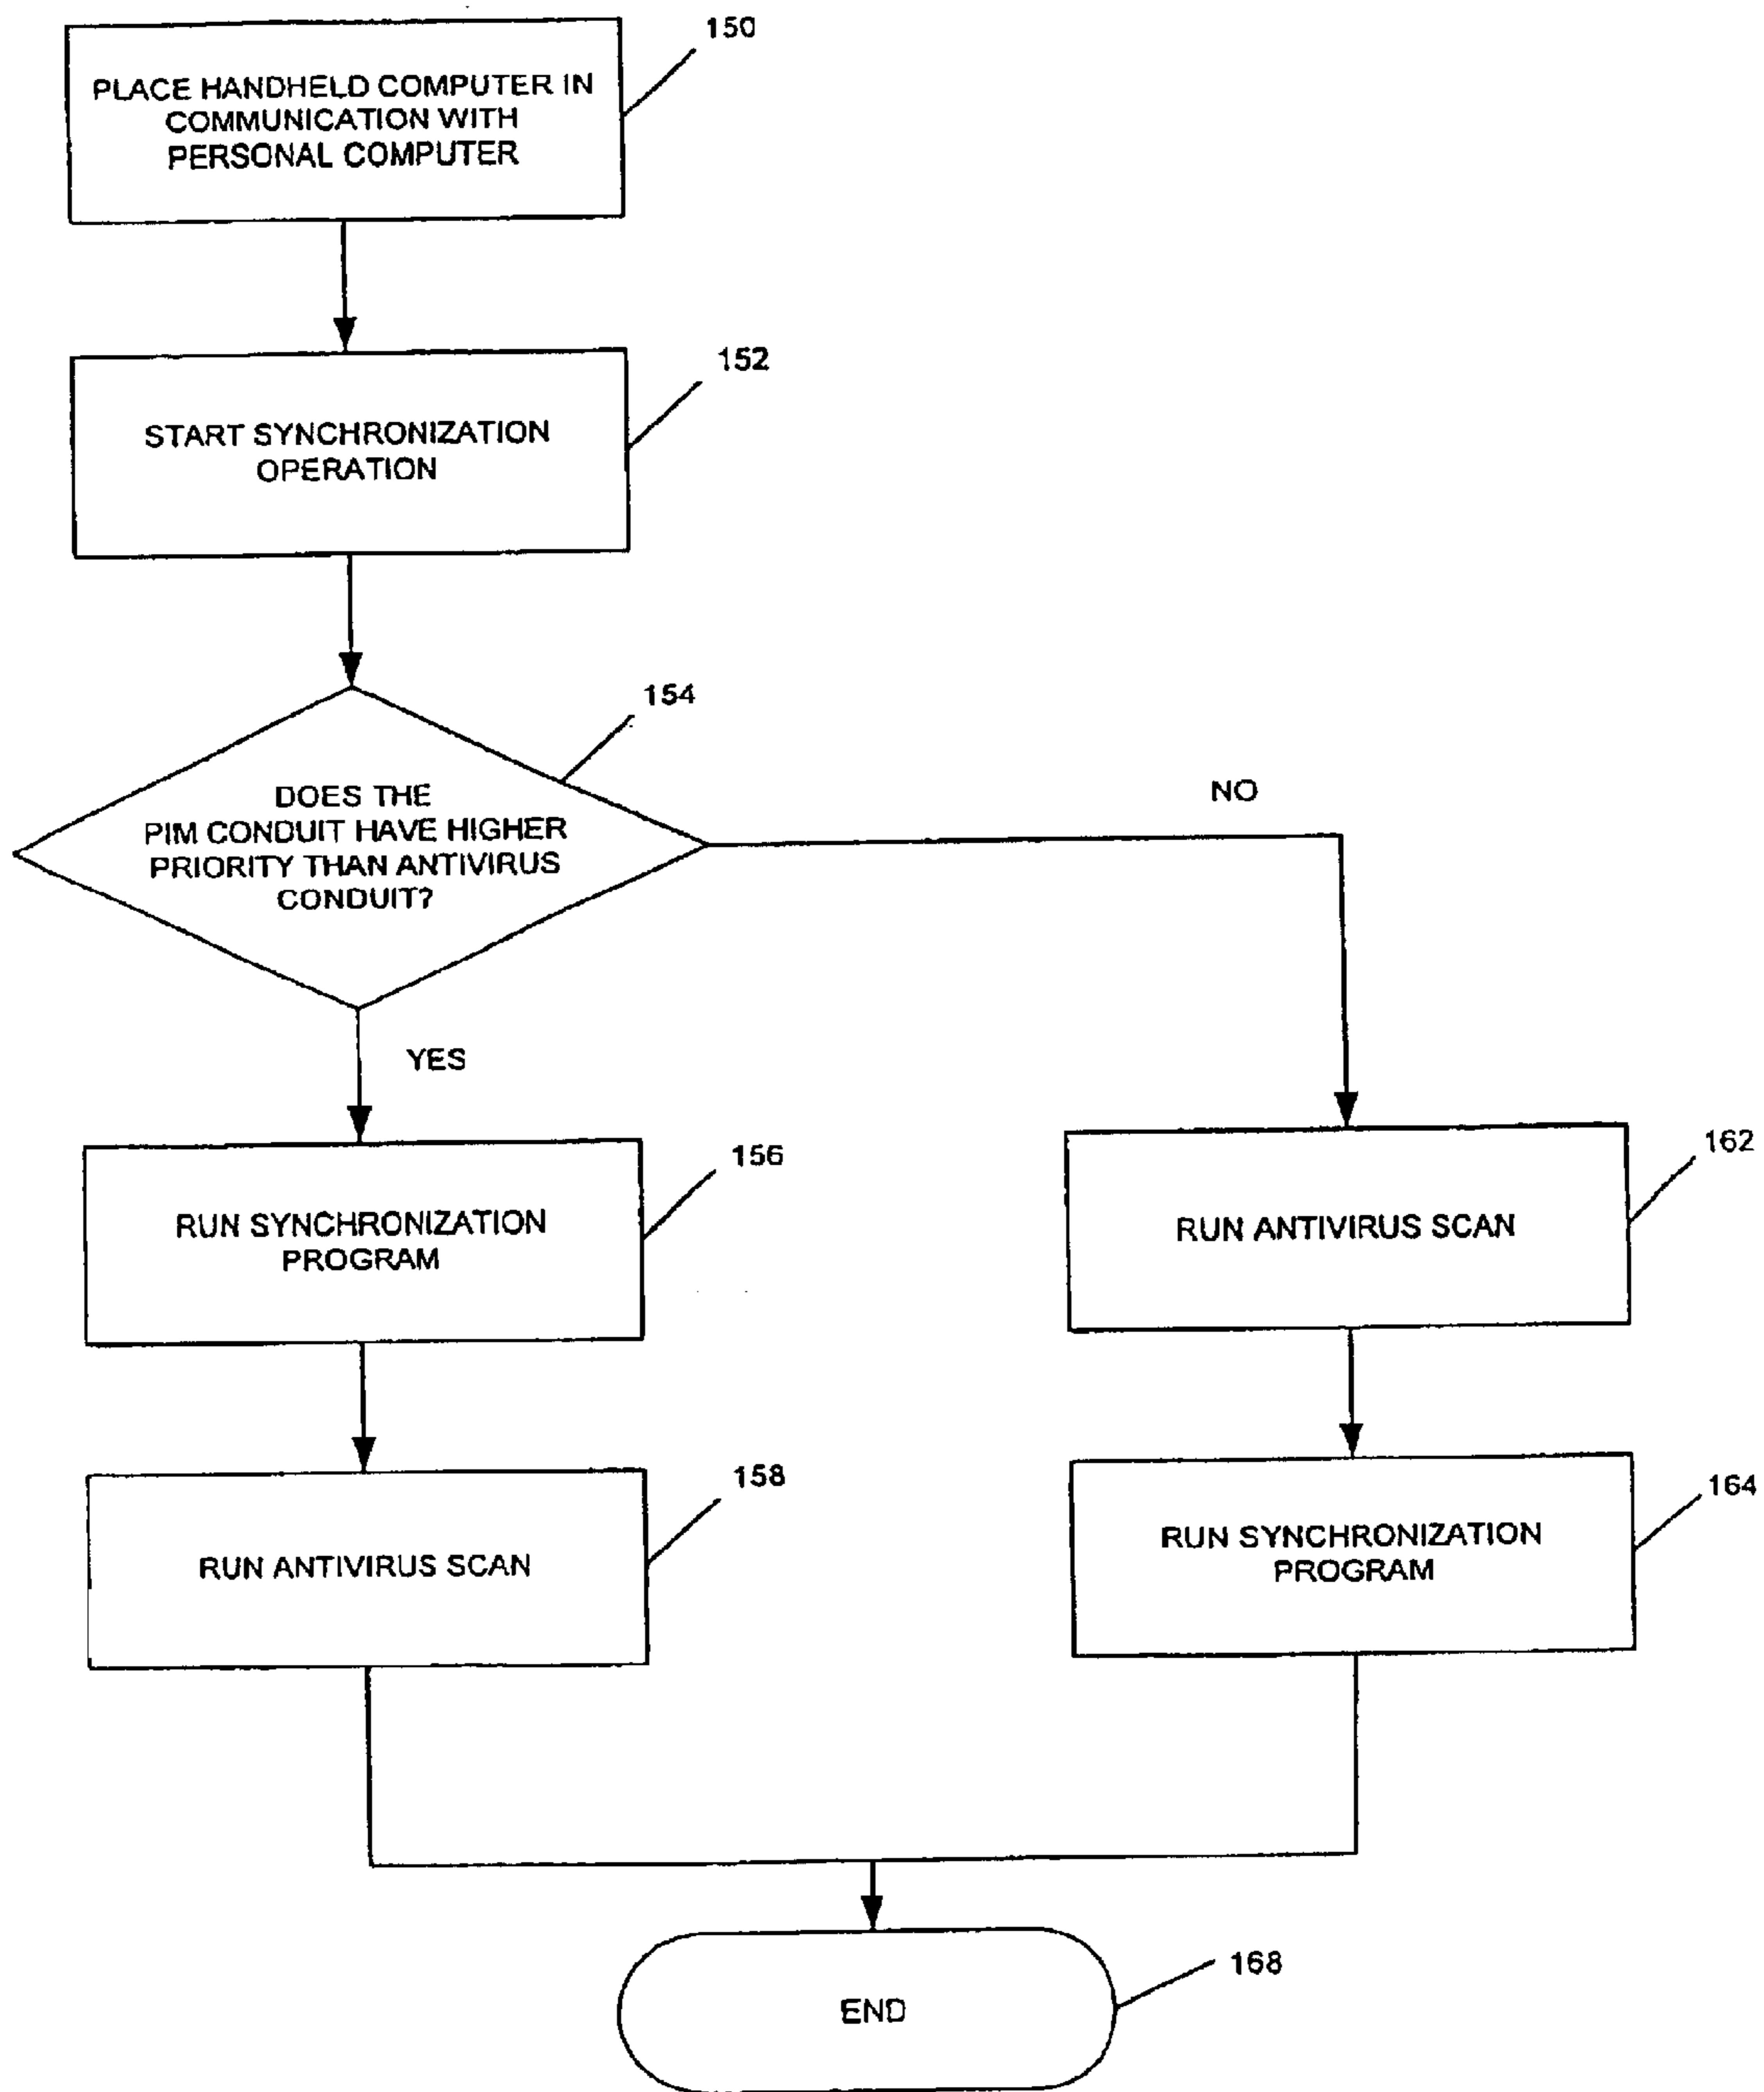 150
PLACE HANDHELD COMPUTER IN
COMMUNICATION WITH
PERSONAL COMPUTER
152
START SYNCHRONIZATION
OPERATION
154
DOES THE
PIM CONDUIT HAVE HIGHER
PRIORITY THAN ANTIVIRUS
CONDUIT?
NO
YES
156
RUN SYNCHRONIZATION
PROGRAM
162
RUN ANTIVIRUS SCAN
158
RUN ANTIVIRUS SCAN
164
RUN SYNCHRONIZATION
PROGRAM
168
END